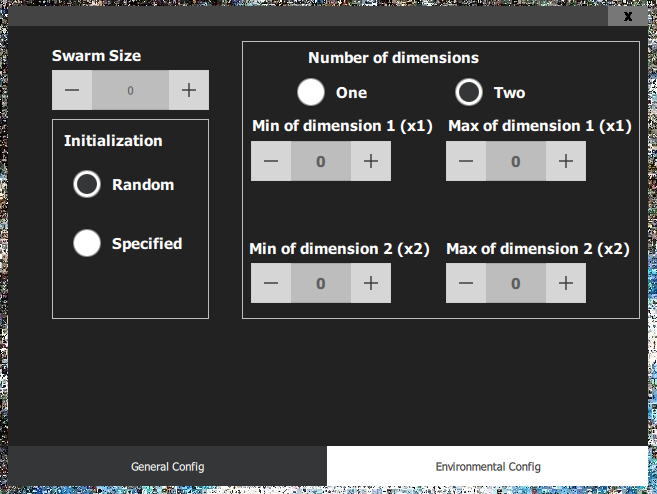 X
Swarm Size
− 0 +
Initialization
Random
Specified
Number of dimensions
One Two
Min of dimension 1 (x1) Max of dimension 1 (x1)
− 0 + − 0 +
Min of dimension 2 (x2) Max of dimension 2 (x2)
− 0 + − 0 +
General Config Environmental Config